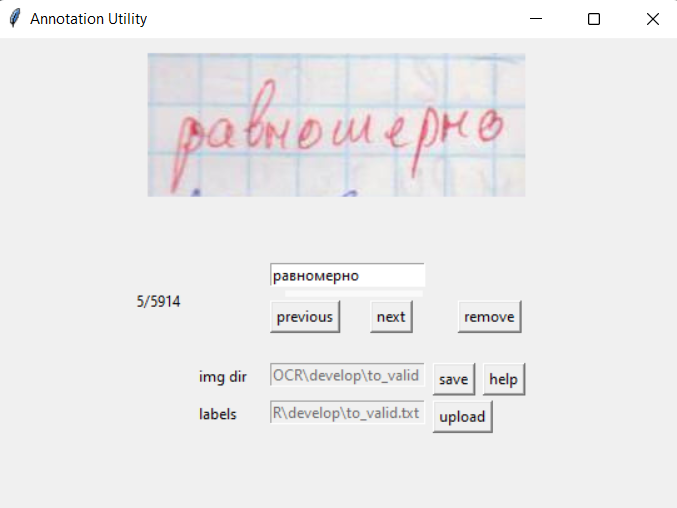 Annotation Utility
равномерно
равномерно
5/5914
previous next remove
img dir OCR\develop\to_valid save help
labels R\develop\to_valid.txt upload